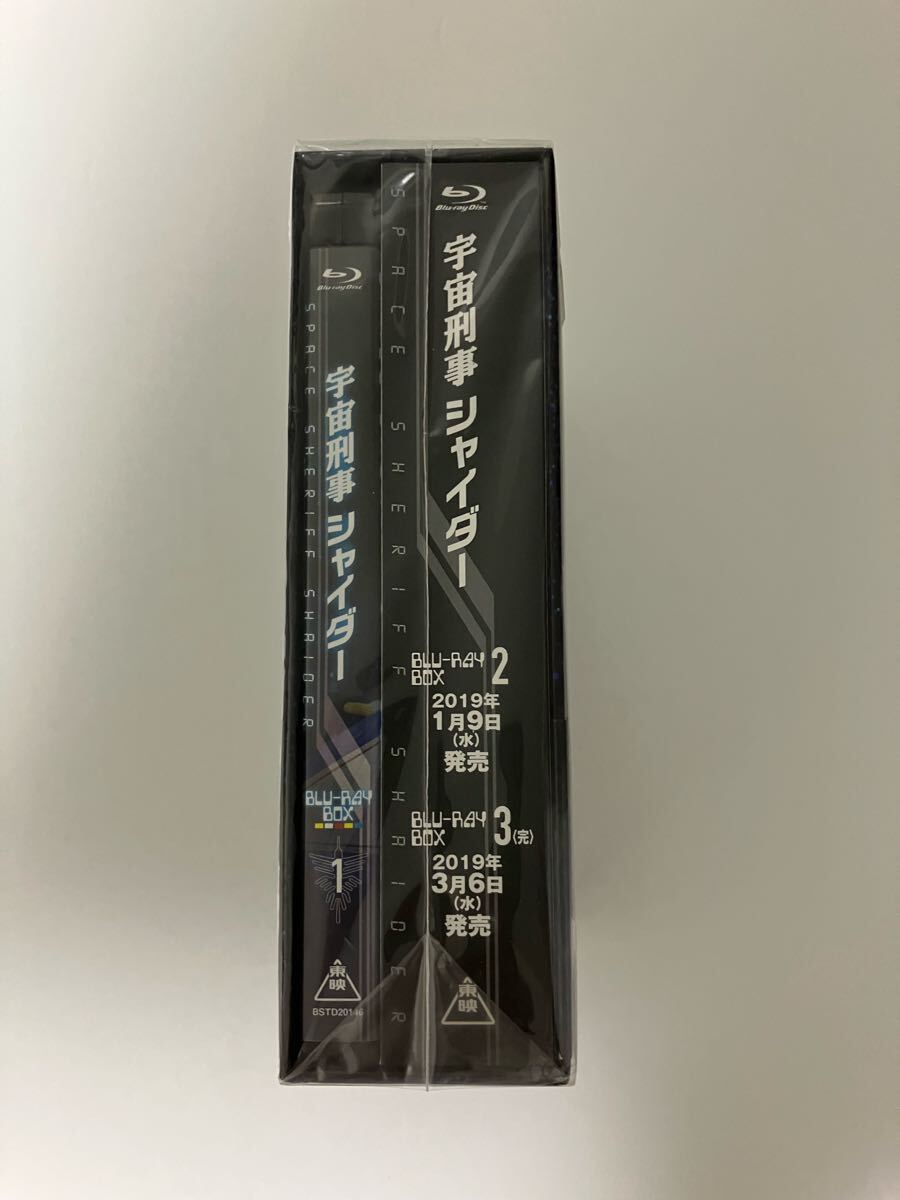 Blu-ray Disc
宇宙刑事 シャイダー
SPACE SHERIFF SHAIDER
BLU-RAY
BOX
1
東映
BSTD20146
SPACE SHERIFF SHAIDER
Blu-ray Disc
宇宙刑事 シャイダー
BLU-RAY
BOX 2
2019年
1月9日
(水)
発売
BLU-RAY
BOX 3(完)
2019年
3月6日
(水)
発売
東映